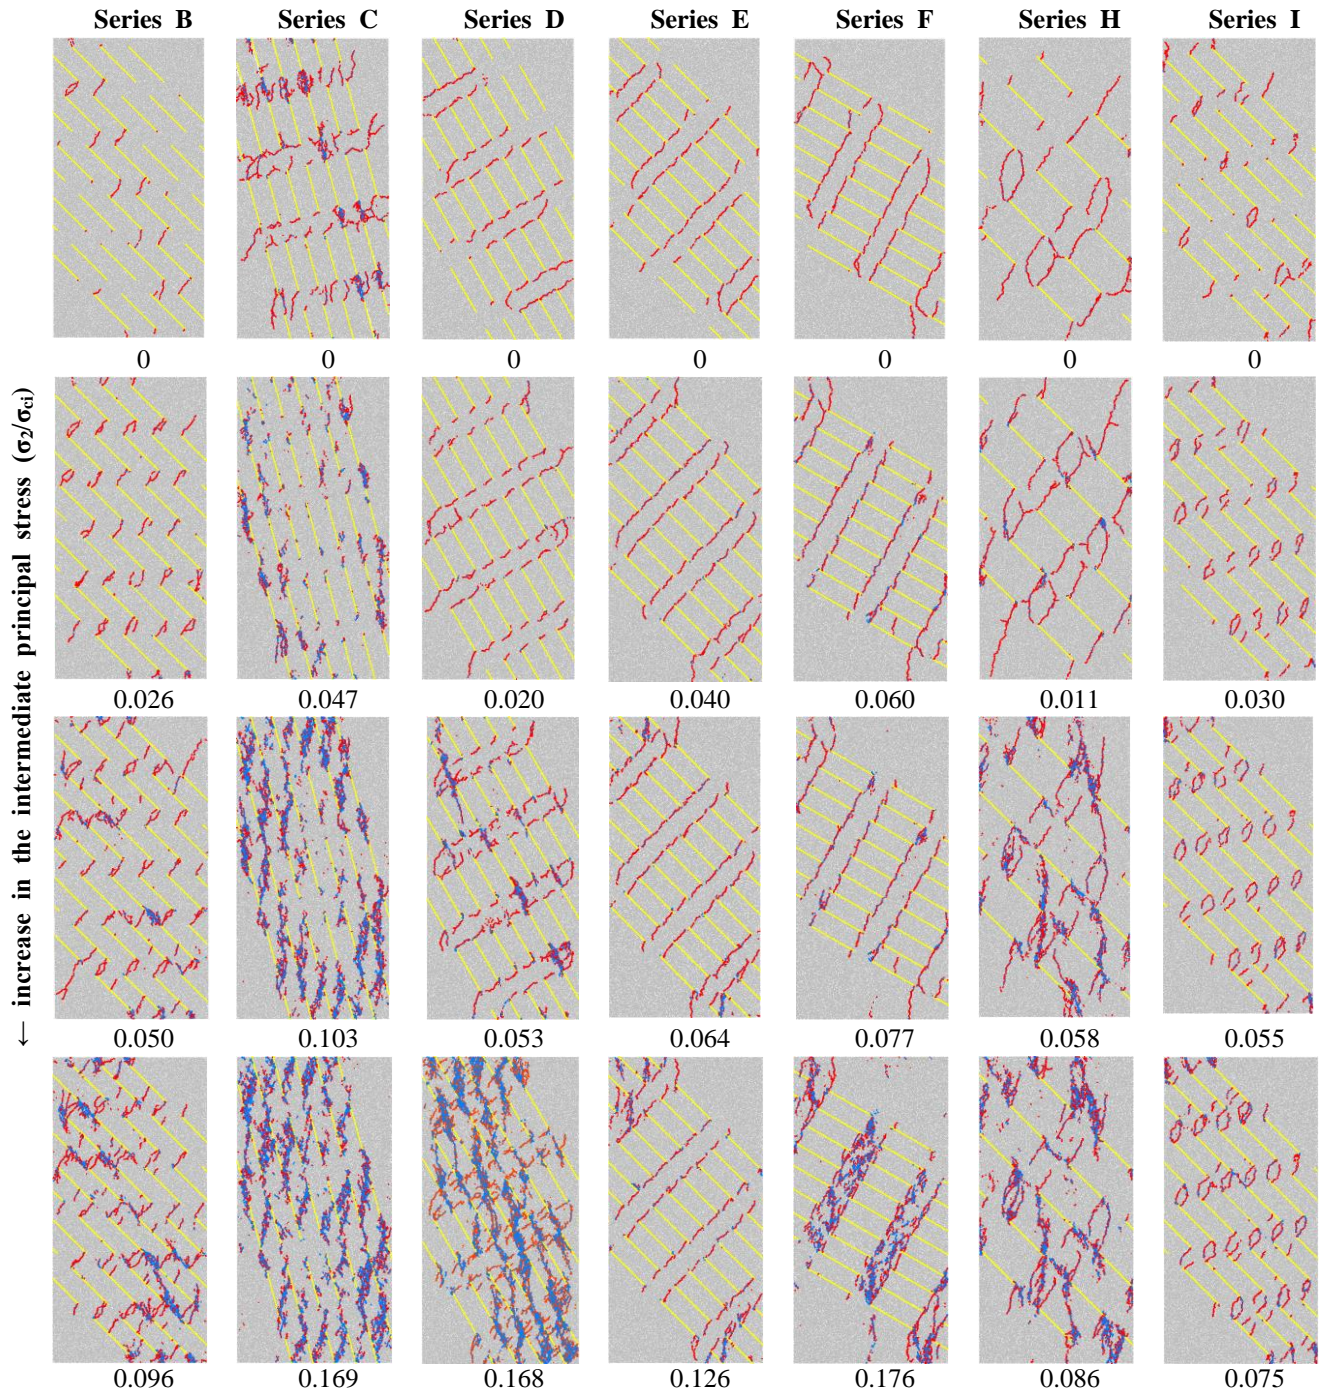 Series B Series C Series D Series E Series F Series H Series I
0 0 0 0 0 0 0
← increase in the intermediate principal stress (σ2/σci)
0.026 0.047 0.020 0.040 0.060 0.011 0.030
0.050 0.103 0.053 0.064 0.077 0.058 0.055
0.096 0.169 0.168 0.126 0.176 0.086 0.075